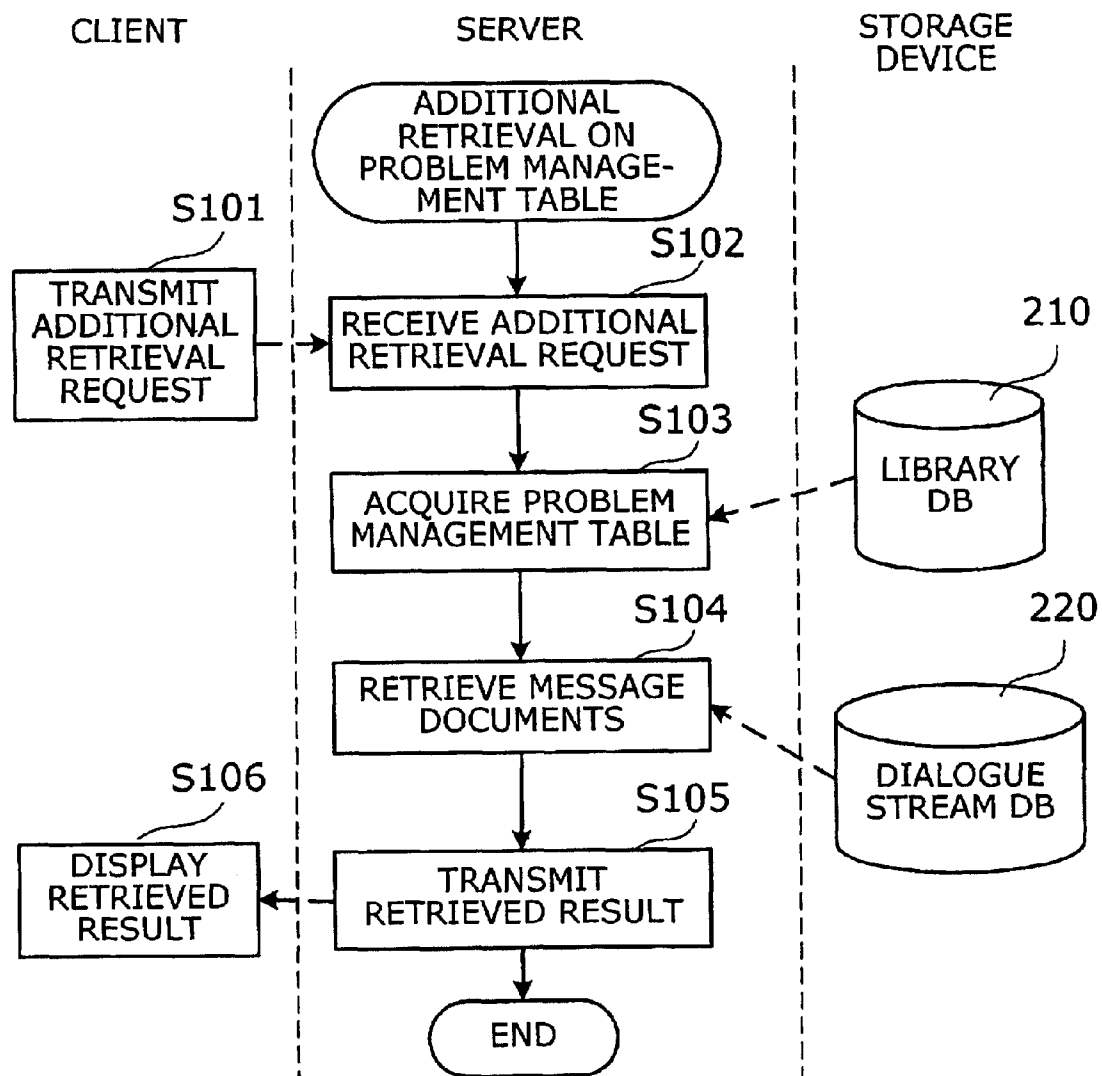 CLIENT
SERVER
STORAGE
DEVICE
ADDITIONAL
RETRIEVAL ON
PROBLEM MANAGE-
MENT TABLE
S101
TRANSMIT
ADDITIONAL
RETRIEVAL
REQUEST
S102
RECEIVE ADDITIONAL
RETRIEVAL REQUEST
S103
ACQUIRE PROBLEM
MANAGEMENT TABLE
210
LIBRARY
DB
S104
RETRIEVE MESSAGE
DOCUMENTS
220
DIALOGUE
STREAM DB
S105
TRANSMIT
RETRIEVED RESULT
S106
DISPLAY
RETRIEVED
RESULT
END